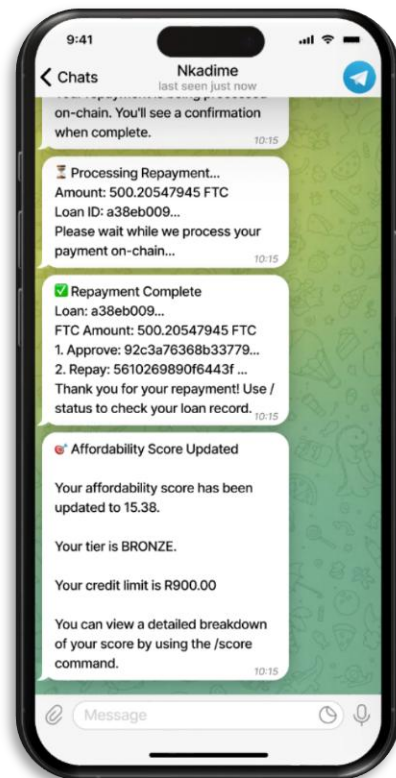 9:41
Chats
Nkadime
last seen just now
on-chain. You'll see a confirmation
when complete.
10:15
⏳ Processing Repayment...
Amount: 500.20547945 FTC
Loan ID: a38eb009...
Please wait while we process your
payment on-chain...
10:15
✅ Repayment Complete
Loan: a38eb009...
FTC Amount: 500.20547945 FTC
1. Approve: 92c3a76368b33779...
2. Repay: 5610269890f6443f ...
Thank you for your repayment! Use /
status to check your loan record.
10:15
🎯 Affordability Score Updated
Your affordability score has been
updated to 15.38.
Your tier is BRONZE.
Your credit limit is R900.00
You can view a detailed breakdown
of your score by using the /score
command.
10:15
Message